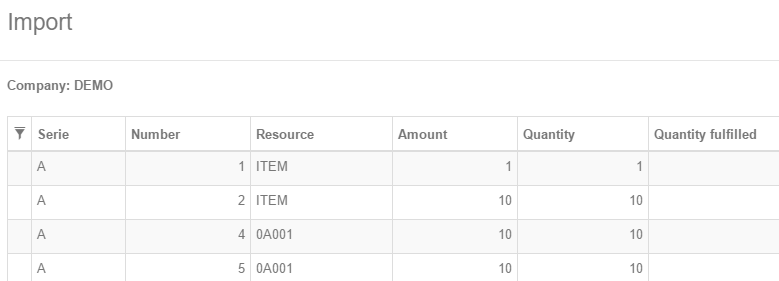 Import
Company: DEMO
Serie Number Resource Amount Quantity Quantity fulfilled
A 1 ITEM 1 1
A 2 ITEM 10 10
A 4 0A001 10 10
A 5 0A001 10 10